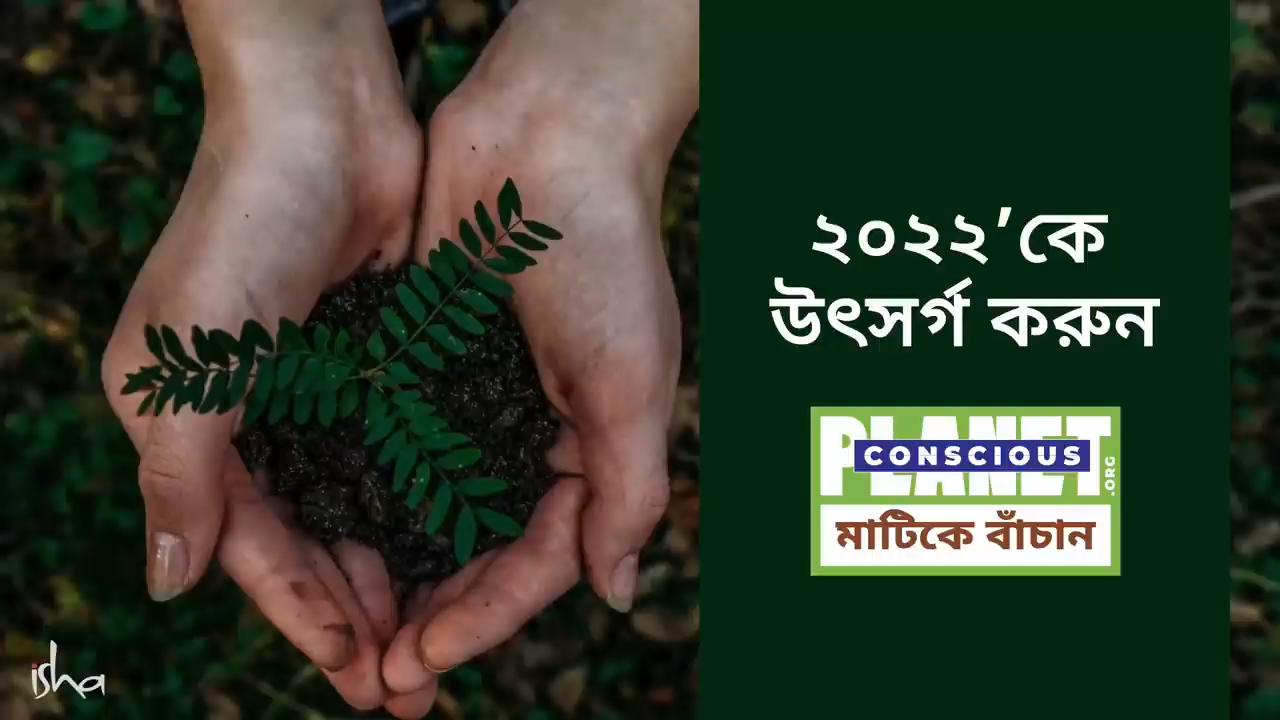 ২০২২’কে
উৎসর্গ করুন
PLANET
CONSCIOUS
.ORG
মাটিকে বাঁচান
isha